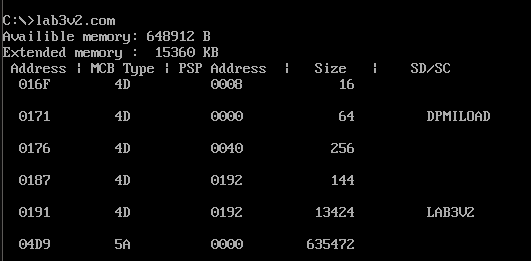 C:\>lab3v2.com
Availible memory: 648912 B
Extended memory :  15360 KB
Address | MCB Type | PSP Address  |   Size   |    SD/SC
016F       4D         0008            16
0171       4D         0000            64         DPMILOAD
0176       4D         0040           256
0187       4D         0192           144
0191       4D         0192         13424         LAB3V2
04D9       5A         0000        635472